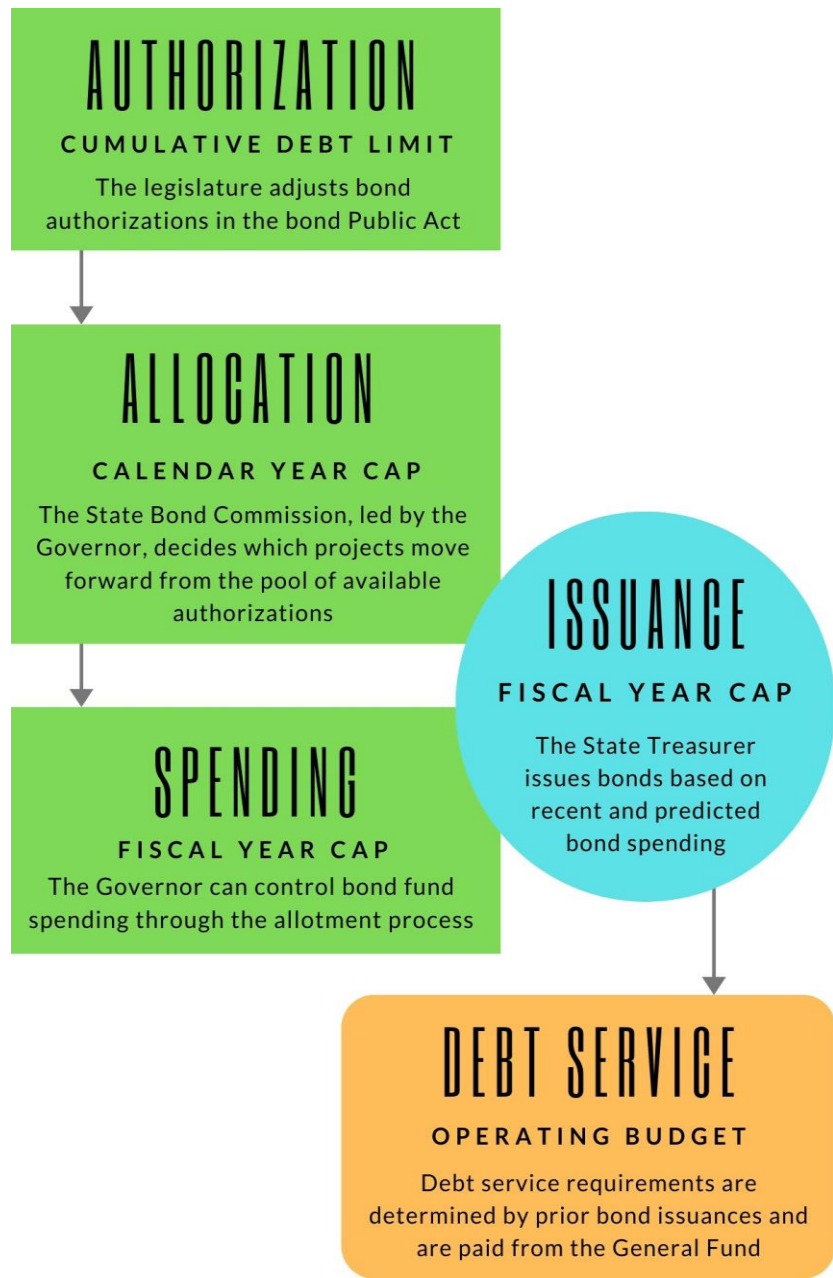 AUTHORIZATION
CUMULATIVE DEBT LIMIT
The legislature adjusts bond
authorizations in the bond Public Act
ALLOCATION
CALENDAR YEAR CAP
The State Bond Commission, led by the
Governor, decides which projects move
forward from the pool of available
authorizations
SPENDING
FISCAL YEAR CAP
The Governor can control bond fund
spending through the allotment process
ISSUANCE
FISCAL YEAR CAP
The State Treasurer
issues bonds based on
recent and predicted
bond spending
DEBT SERVICE
OPERATING BUDGET
Debt service requirements are
determined by prior bond issuances and
are paid from the General Fund